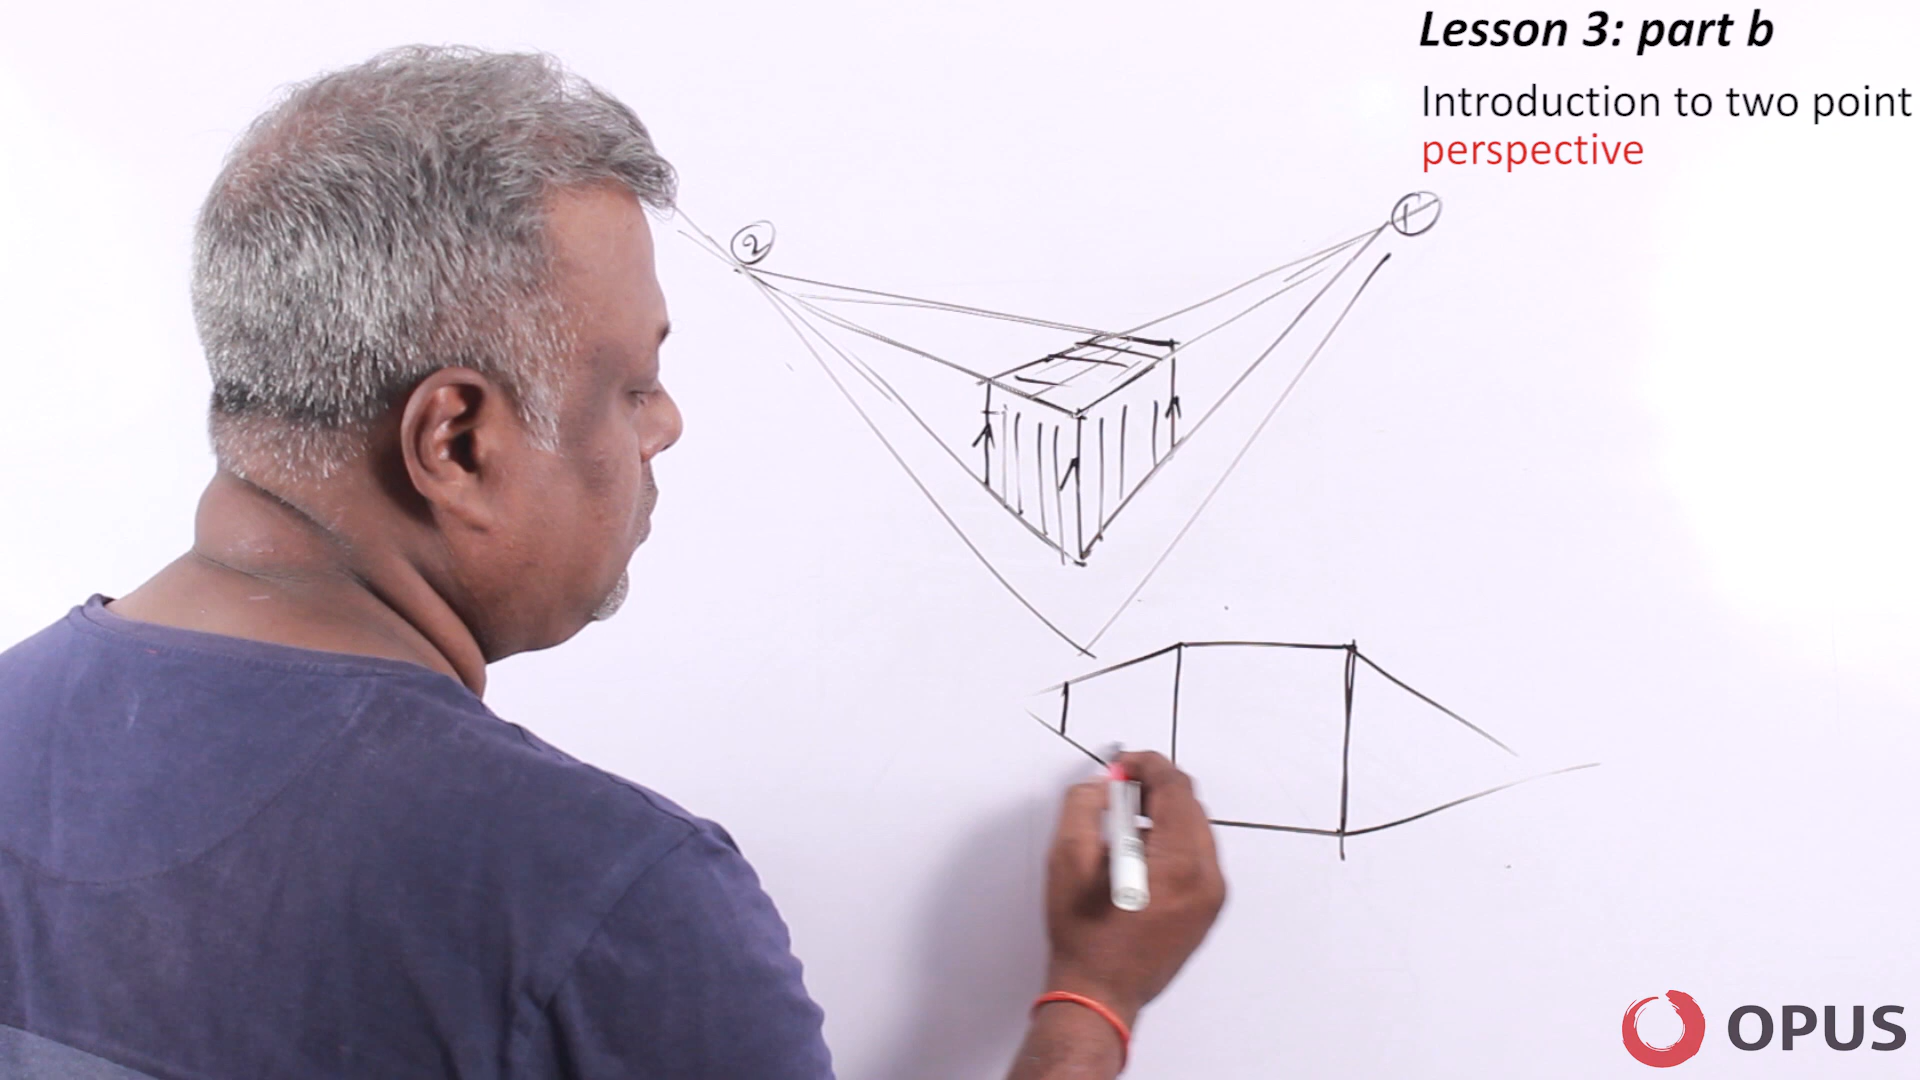 Lesson 3: part b
Introduction to two point
perspective
1
2
OPUS